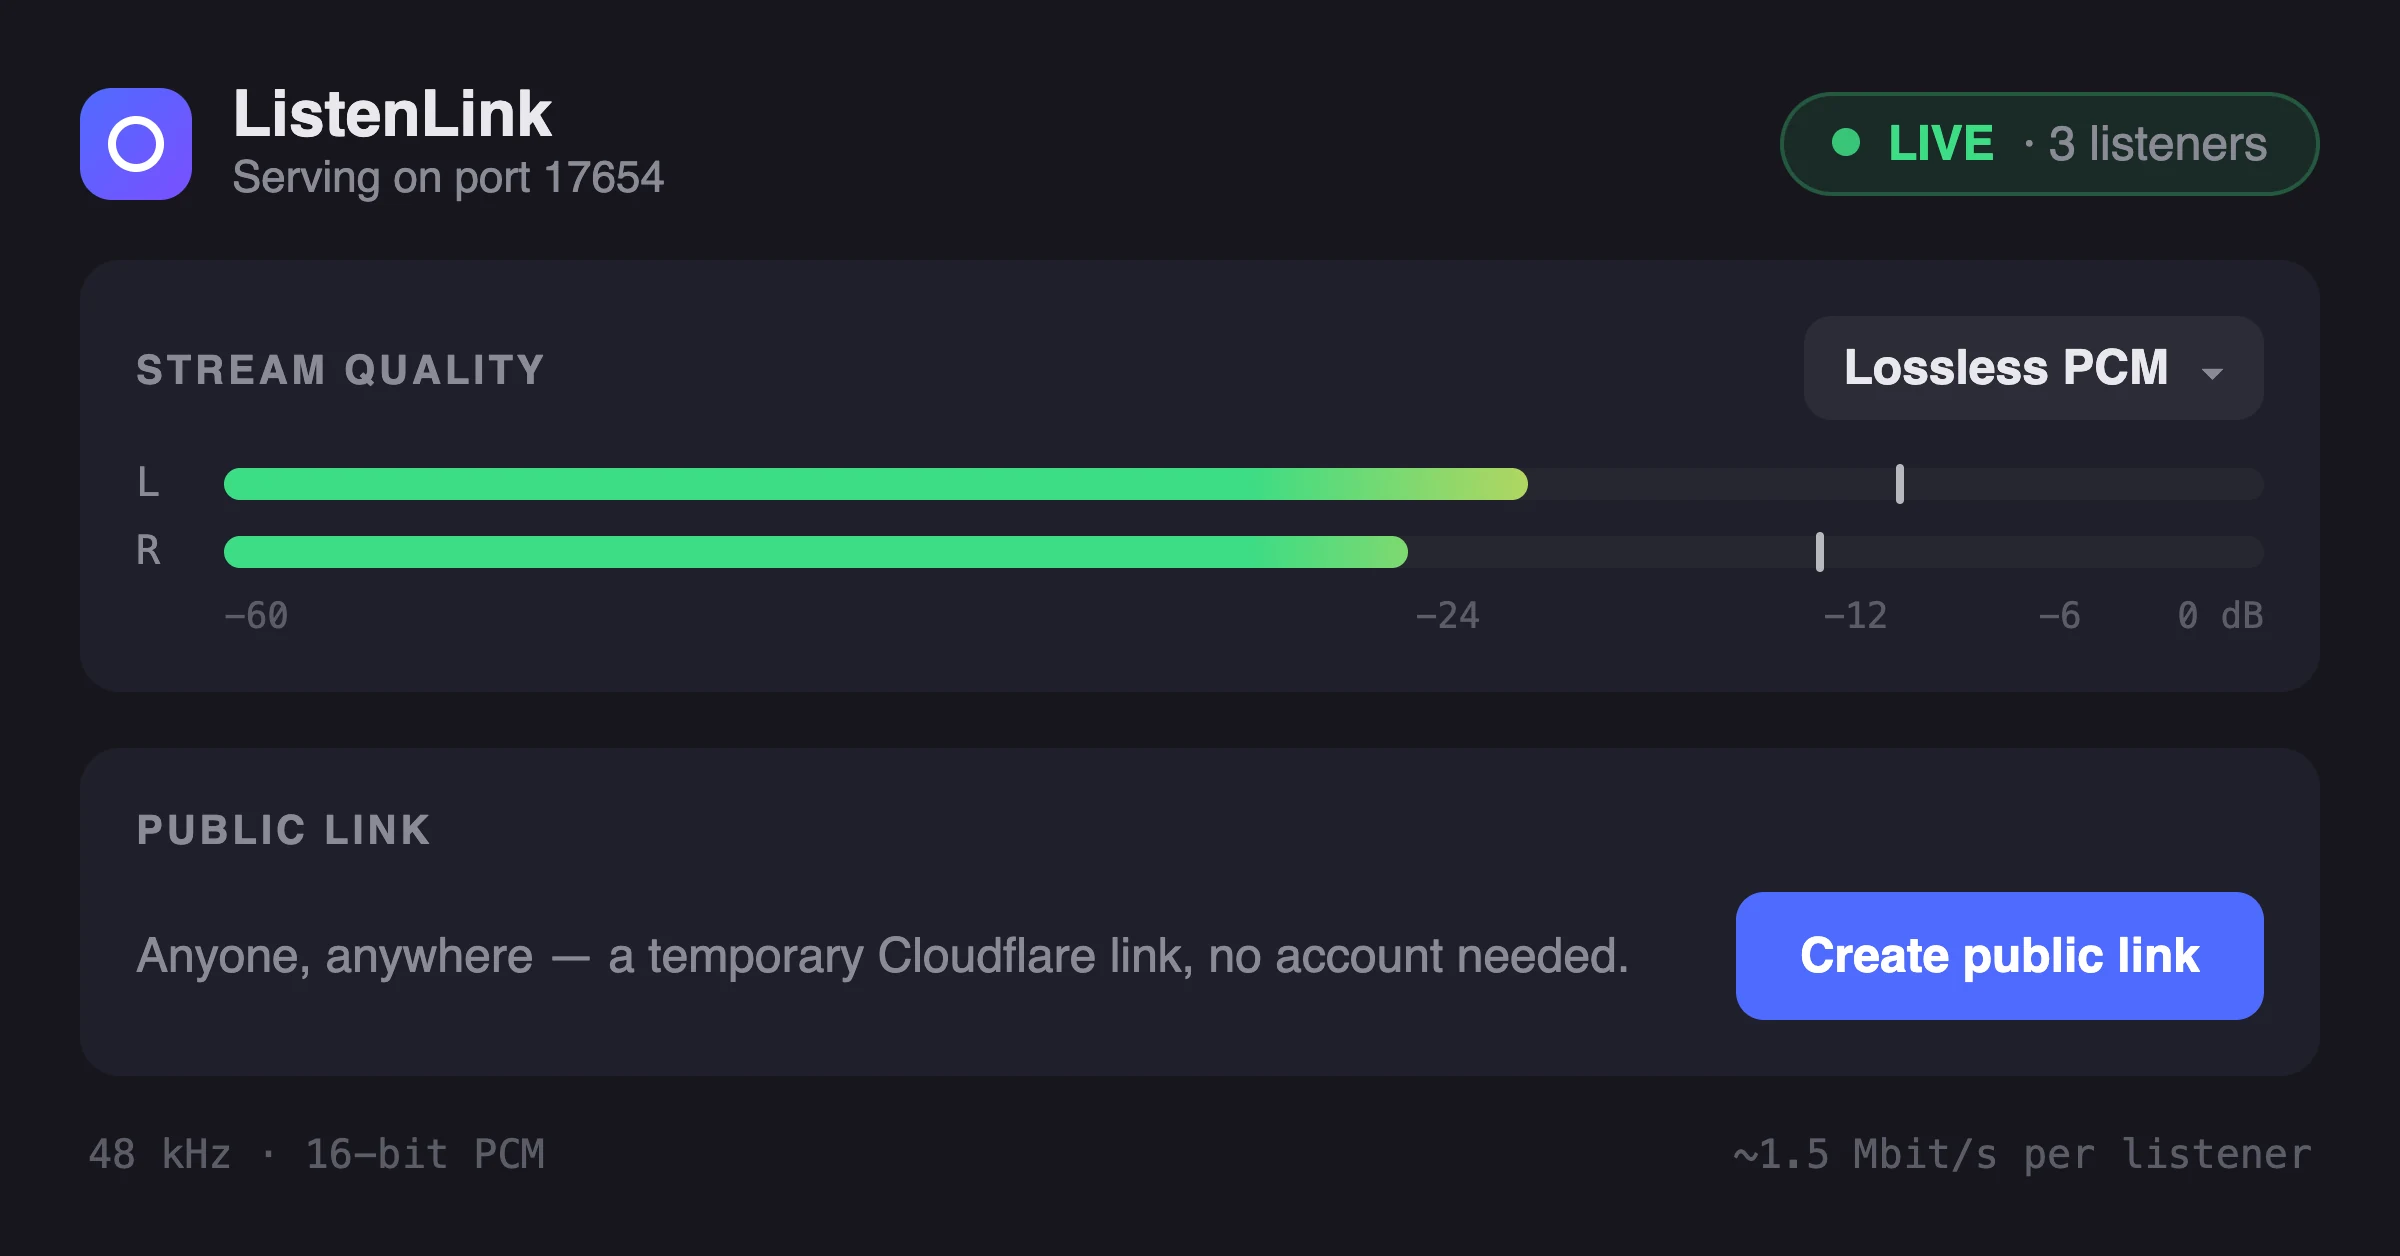 ListenLink
Serving on port 17654
LIVE · 3 listeners
STREAM QUALITY
Lossless PCM
L
R
−60 −24 −12 −6 0 dB
PUBLIC LINK
Anyone, anywhere — a temporary Cloudflare link, no account needed.
Create public link
48 kHz · 16−bit PCM
~1.5 Mbit/s per listener